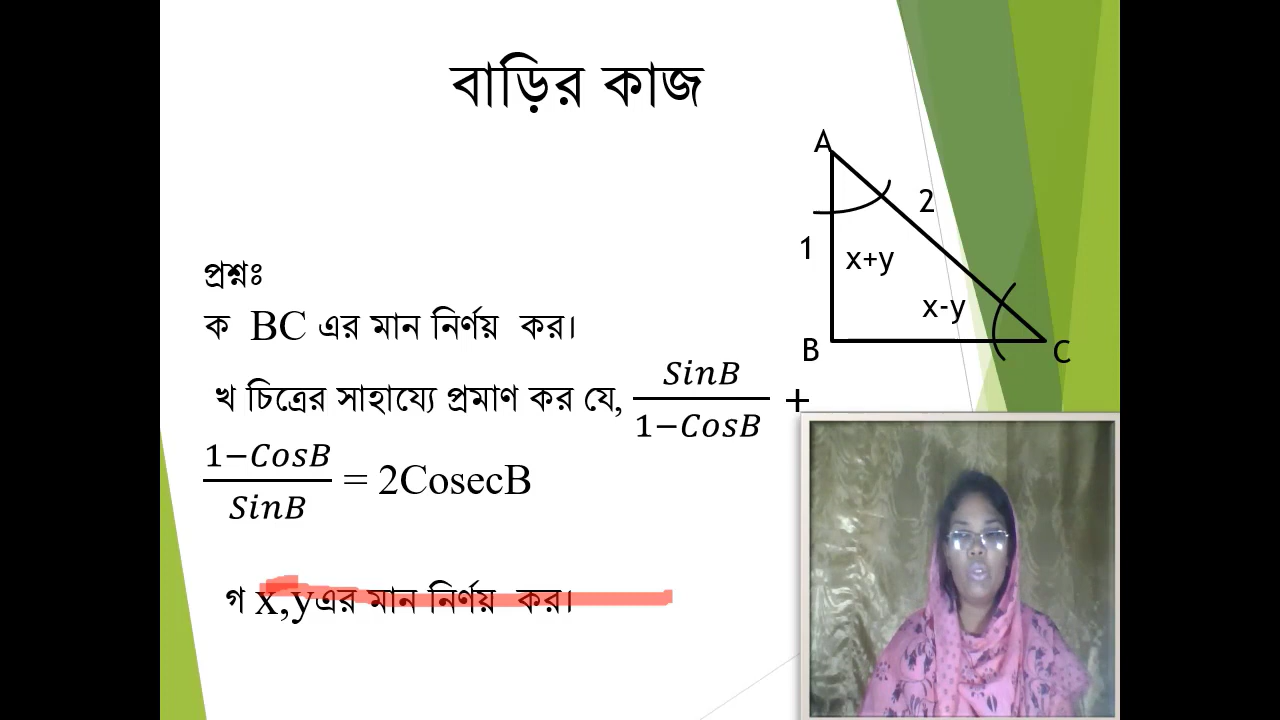 বাড়ির কাজ
A
2
1
x+y
x-y
B
C
প্রশ্নঃ
ক BC এর মান নির্ণয় কর।
খ চিত্রের সাহায্যে প্রমাণ কর যে, SinB/1−CosB +
1−CosB/SinB = 2CosecB
গ x,yএর মান নির্ণয় কর।